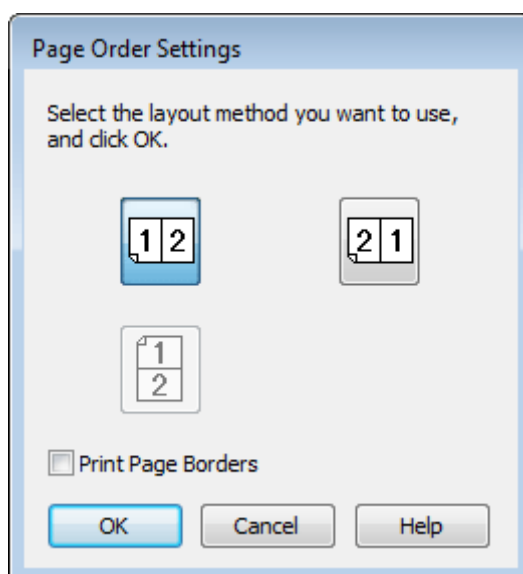 Page Order Settings
Select the layout method you want to use,
and click OK.
1 2
2 1
1
2
Print Page Borders
OK Cancel Help